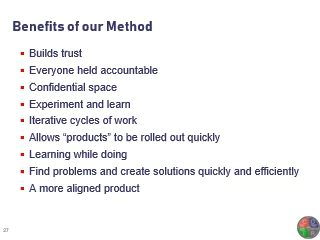 Benefits of our Method
Builds trust
Everyone held accountable
Confidential space
Experiment and learn
Iterative cycles of work
Allows “products” to be rolled out quickly
Learning while doing
Find problems and create solutions quickly and efficiently
A more aligned product
27